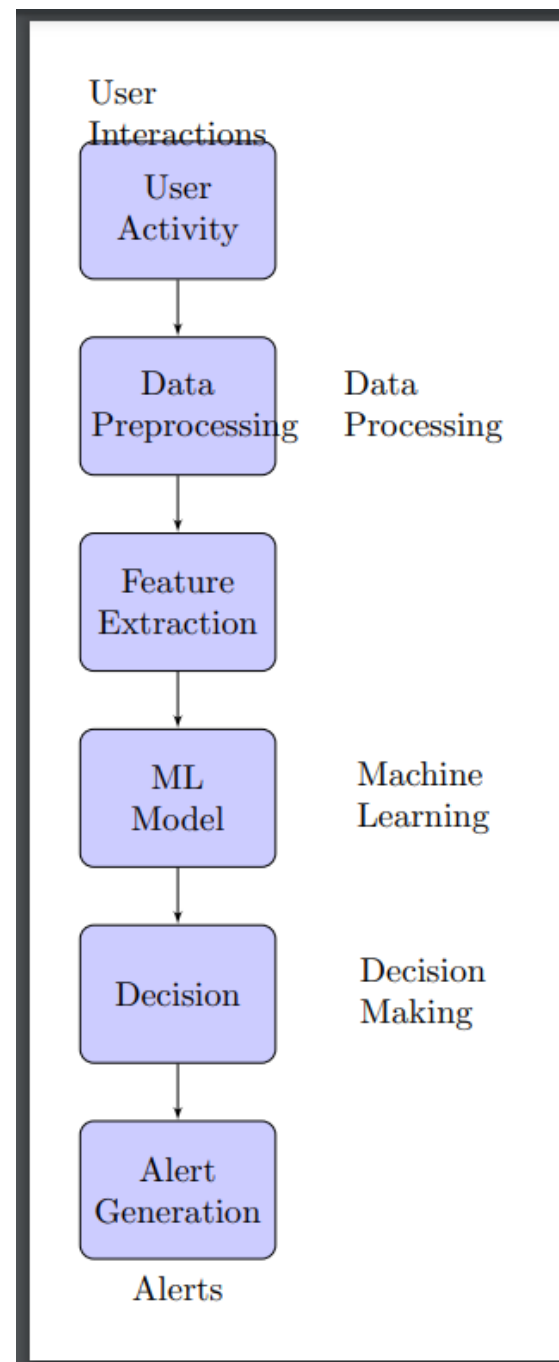 User
Interactions
User
Activity
Data
Preprocessing
Data
Processing
Feature
Extraction
ML
Model
Machine
Learning
Decision
Decision
Making
Alert
Generation
Alerts